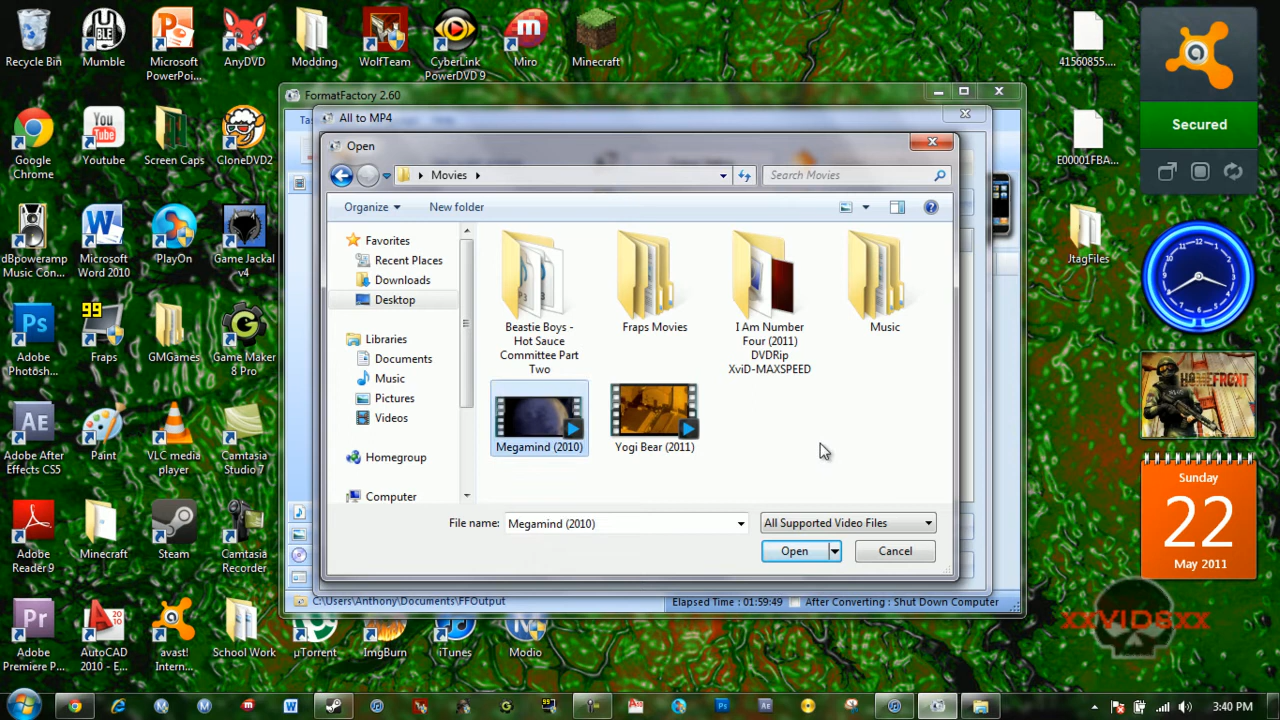 Recycle Bin
Mumble
Microsoft
PowerPoi...
AnyDVD
Modding
WolfTeam
CyberLink
PowerDVD 9
Miro
Minecraft
41560855....
Google
Chrome
Youtube
Screen Caps
CloneDVD2
E00001FBA...
dBpoweramp
Music Con...
Microsoft
Word 2010
PlayOn
Game Jackal
v4
JtagFiles
Adobe
Photosh...
99
Fraps
GMGames
Game Maker
8 Pro
Adobe After
Effects CS5
Paint
VLC media
player
Camtasia
Studio 7
Adobe
Reader 9
Minecraft
Steam
Camtasia
Recorder
Adobe
Premiere P...
AutoCAD
2010 - E...
avast!
Intern...
School Work
µTorrent
ImgBurn
iTunes
Modio
FormatFactory 2.60
All to MP4
Open
Movies
Search Movies
Organize
New folder
Favorites
Recent Places
Downloads
Desktop
Libraries
Documents
Music
Pictures
Videos
Homegroup
Computer
Beastie Boys -
Hot Sauce
Committee Part
Two
Fraps Movies
I Am Number
Four (2011)
DVDRip
XviD-MAXSPEED
Music
Megamind (2010)
Yogi Bear (2011)
File name:
Megamind (2010)
All Supported Video Files
Open
Cancel
C:\Users\Anthony\Documents\FFOutput
Elapsed Time : 01:59:49
After Converting : Shut Down Computer
Secured
HOMEFRONT
Sunday
22
May 2011
xxVID8xx
3:40 PM